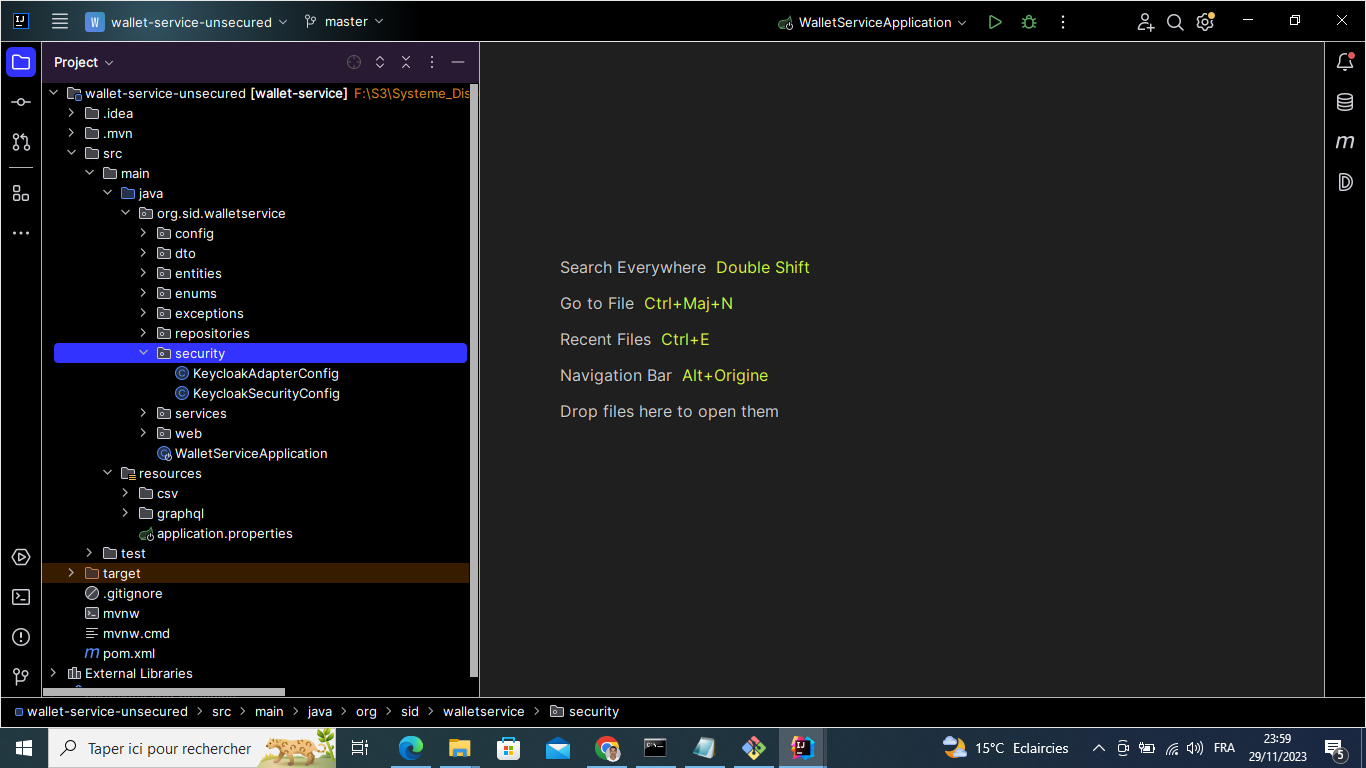 W wallet-service-unsecured master WalletServiceApplication
Project
wallet-service-unsecured [wallet-service] F:\S3\Systeme_Dis
.idea
.mvn
src
main
java
org.sid.walletservice
config
dto
entities
enums
exceptions
repositories
security
KeycloakAdapterConfig
KeycloakSecurityConfig
services
web
WalletServiceApplication
resources
csv
graphql
application.properties
test
target
.gitignore
mvnw
mvnw.cmd
pom.xml
External Libraries
Search Everywhere Double Shift
Go to File Ctrl+Maj+N
Recent Files Ctrl+E
Navigation Bar Alt+Origine
Drop files here to open them
wallet-service-unsecured > src > main > java > org > sid > walletservice > security
Taper ici pour rechercher
15°C Eclaircies
FRA
23:59
29/11/2023
5